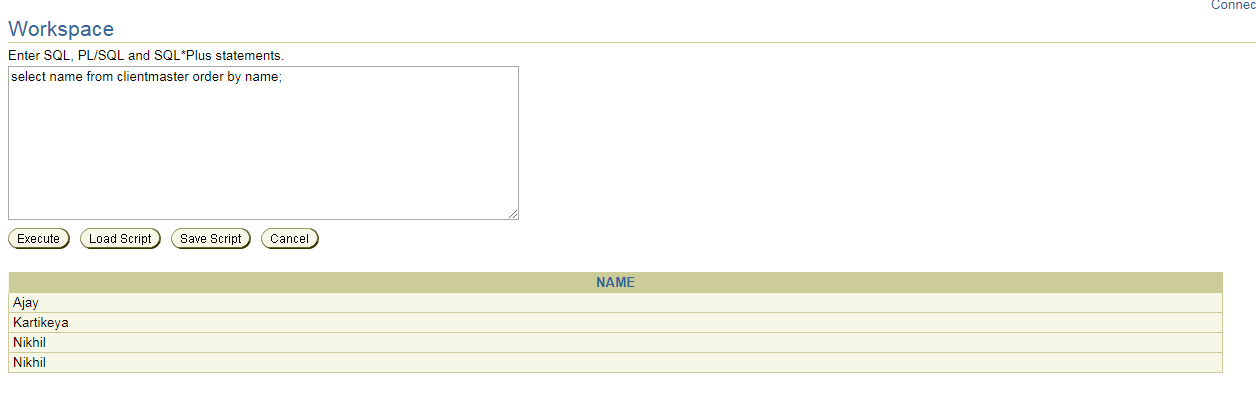 Connec
Workspace
Enter SQL, PL/SQL and SQL*Plus statements.
select name from clientmaster order by name;
Execute Load Script Save Script Cancel
NAME
Ajay
Kartikeya
Nikhil
Nikhil